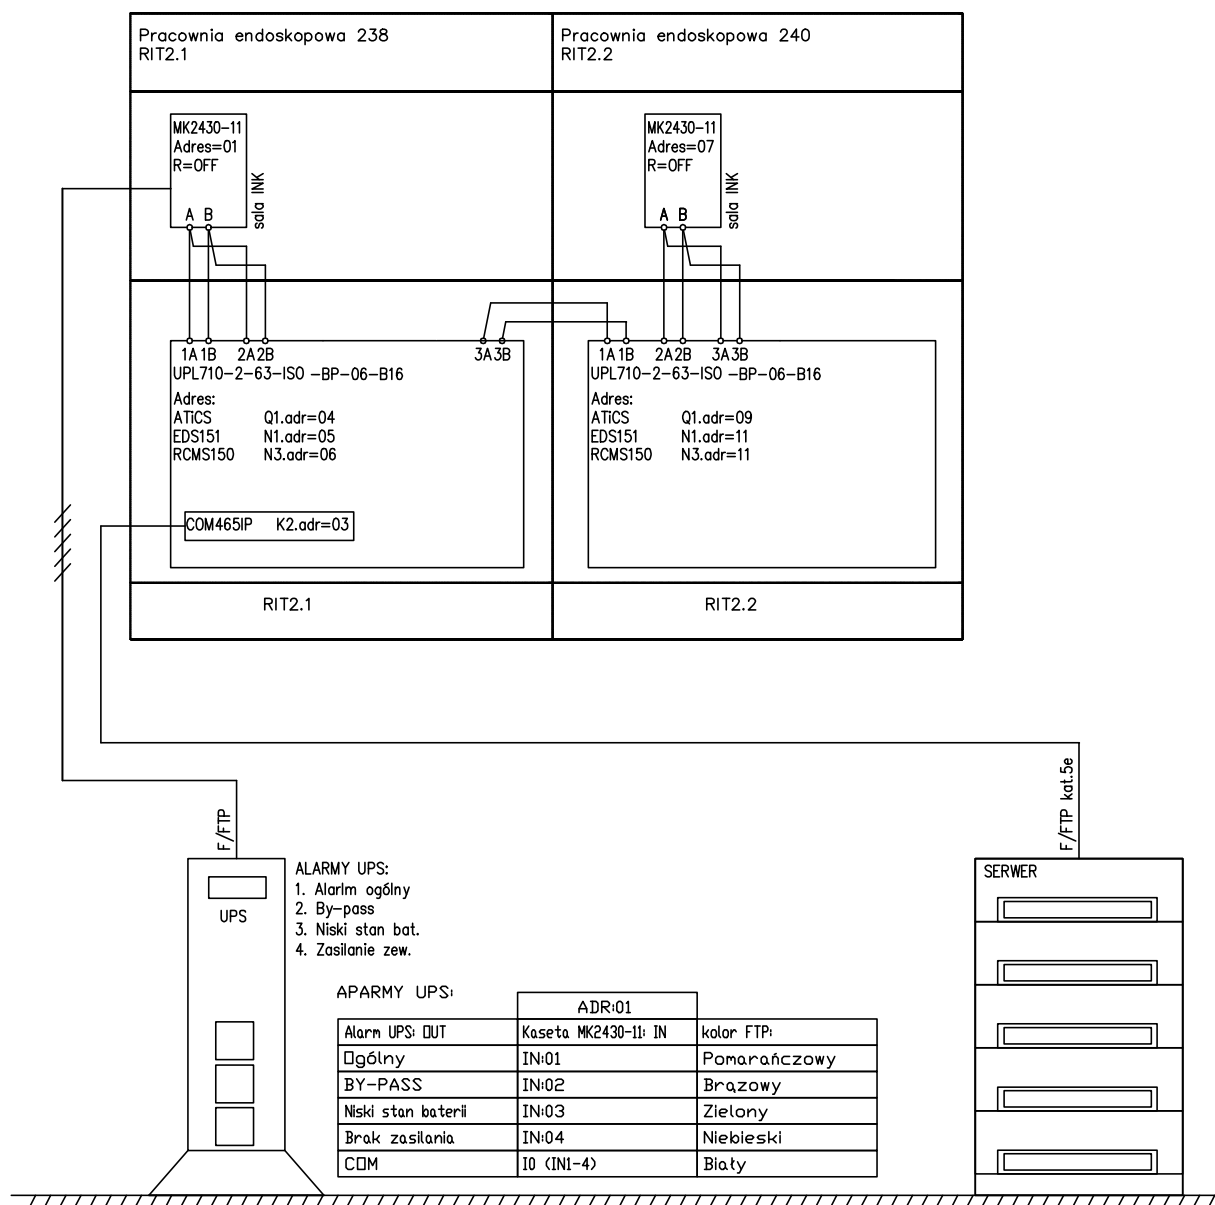 Pracownia endoskopowa 238
RIT2.1
Pracownia endoskopowa 240
RIT2.2
MK2430-11
Adres=01
R=OFF
A B
sala INK
MK2430-11
Adres=07
R=OFF
A B
sala INK
1A 1B 2A 2B 3A 3B
UPL710-2-63-ISO -BP-06-B16
Adres:
ATiCS Q1.adr=04
EDS151 N1.adr=05
RCMS150 N3.adr=06
COM465IP K2.adr=03
1A 1B 2A 2B 3A 3B
UPL710-2-63-ISO -BP-06-B16
Adres:
ATiCS Q1.adr=09
EDS151 N1.adr=11
RCMS150 N3.adr=11
RIT2.1
RIT2.2
F/FTP
F/FTP kat.5e
UPS
ALARMY UPS:
1. Alarlm ogólny
2. By-pass
3. Niski stan bat.
4. Zasilanie zew.
SERWER
APARMY UPS:
ADR:01
Alarm UPS: OUT Kaseta MK2430-11: IN kolor FTP:
Ogólny IN:01 Pomarańczowy
BY-PASS IN:02 Brązowy
Niski stan baterii IN:03 Zielony
Brak zasilania IN:04 Niebieski
COM I0 (IN1-4) Biały